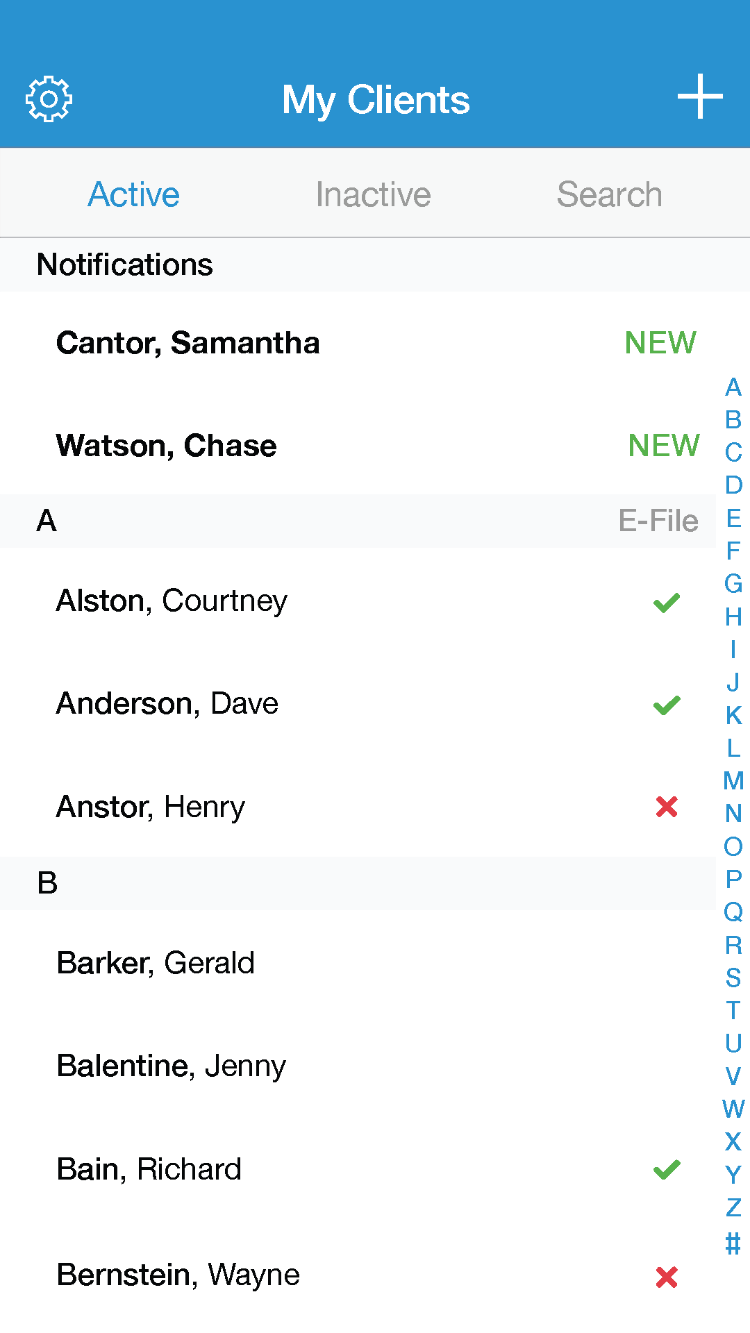 My Clients
Active Inactive Search
Notifications
Cantor, Samantha NEW
Watson, Chase NEW
A E-File
Alston, Courtney
Anderson, Dave
Anstor, Henry
B
Barker, Gerald
Balentine, Jenny
Bain, Richard
Bernstein, Wayne
A
B
C
D
E
F
G
H
I
J
K
L
M
N
O
P
Q
R
S
T
U
V
W
X
Y
Z
#